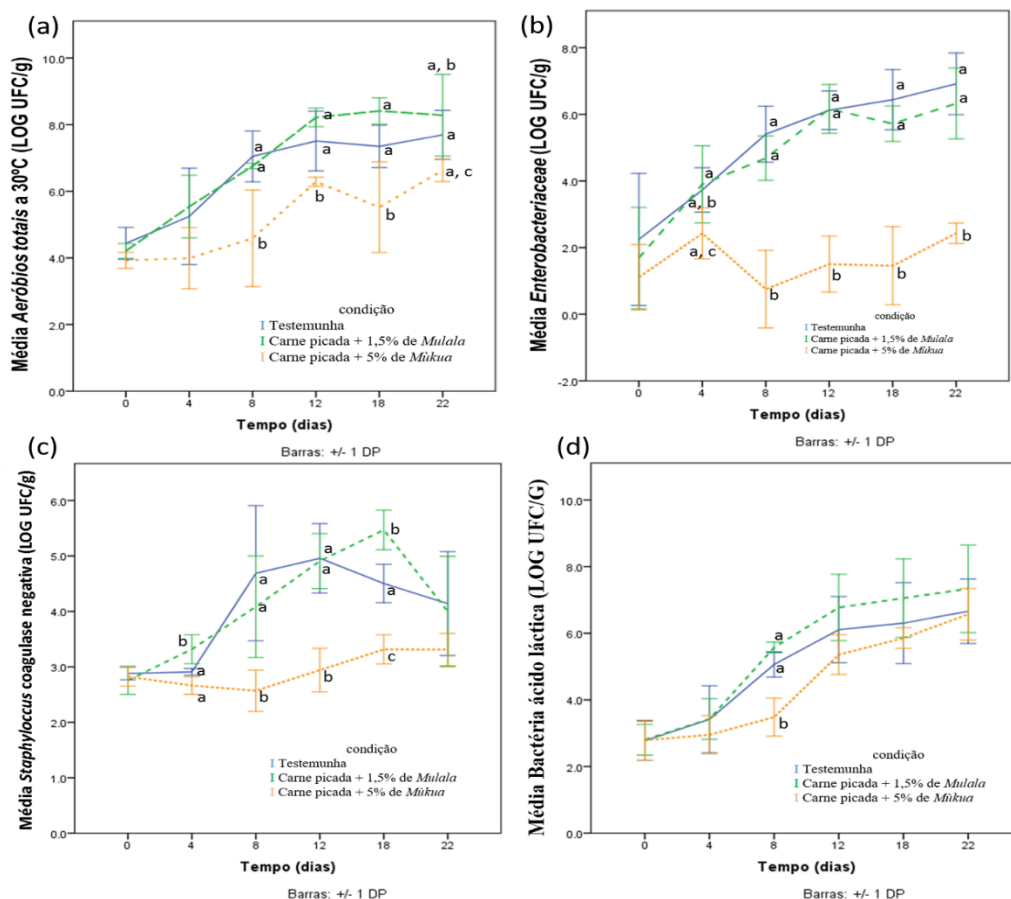 (a)
Média Aeróbios totais a 30ºC (LOG UFC/g)
10.0
8.0
6.0
4.0
2.0
0.0
a
a
b
a
a
b
a
a
b
a, b
a
a, c
condição
Testemunha
Carne picada + 1,5% de Mulala
Carne picada + 5% de Mùkua
0
4
8
12
18
22
Tempo (dias)
Barras: +/- 1 DP
(b)
Média Enterobacteriaceae (LOG UFC/g)
8.0
6.0
4.0
2.0
0.0
-2.0
a, b
a, c
a
a
b
a
a
b
a
a
b
a
a
b
condição
Testemunha
Carne picada + 1,5% de Mulala
Carne picada + 5% de Mùkua
0
4
8
12
18
22
Tempo (dias)
Barras: +/- 1 DP
(c)
Média Staphyloccus coagulase negativa (LOG UFC/g)
6.0
5.0
4.0
3.0
2.0
1.0
0.0
b
a
a
a
a
b
a
a
b
b
a
c
condição
Testemunha
Carne picada + 1,5% de Mulala
Carne picada + 5% de Mùkua
0
4
8
12
18
22
Tempo (dias)
Barras: +/- 1 DP
(d)
Média Bactéria ácido láctica (LOG UFC/G)
10.0
8.0
6.0
4.0
2.0
0.0
a
a
b
condição
Testemunha
Carne picada + 1,5% de Mulala
Carne picada + 5% de Mùkua
0
4
8
12
18
22
Tempo (dias)
Barras: +/- 1 DP